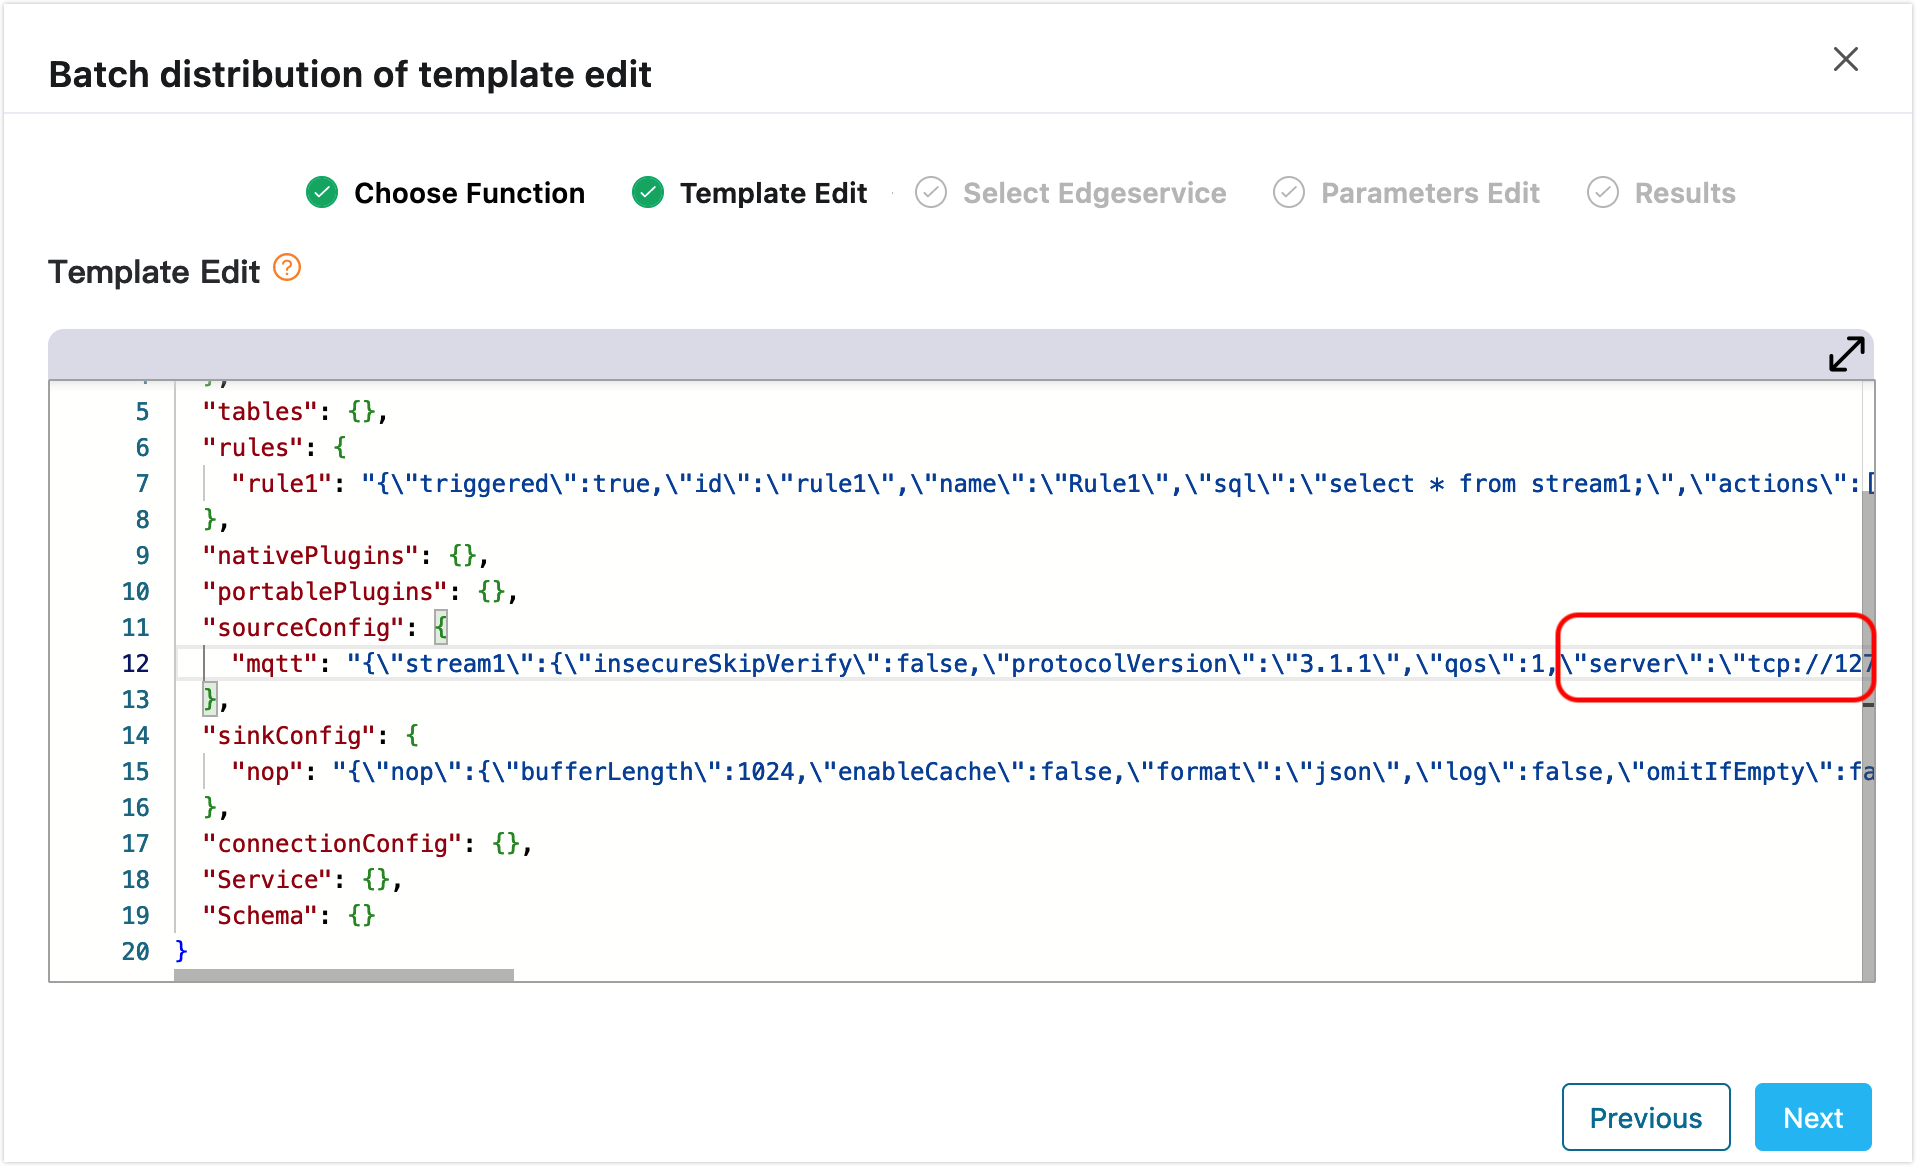 Batch distribution of template edit
Choose Function Template Edit Select Edgeservice Parameters Edit Results
Template Edit ?
5 "tables": {},
6 "rules": {
7 "rule1": "{\"triggered\":true,\"id\":\"rule1\",\"name\":\"Rule1\",\"sql\":\"select * from stream1;\",\"actions\":[
8 },
9 "nativePlugins": {},
10 "portablePlugins": {},
11 "sourceConfig": {
12 "mqtt": "{\"stream1\":{\"insecureSkipVerify\":false,\"protocolVersion\":\"3.1.1\",\"qos\":1,\"server\":\"tcp://127
13 },
14 "sinkConfig": {
15 "nop": "{\"nop\":{\"bufferLength\":1024,\"enableCache\":false,\"format\":\"json\",\"log\":false,\"omitIfEmpty\":fa
16 },
17 "connectionConfig": {},
18 "Service": {},
19 "Schema": {}
20 }
Previous Next